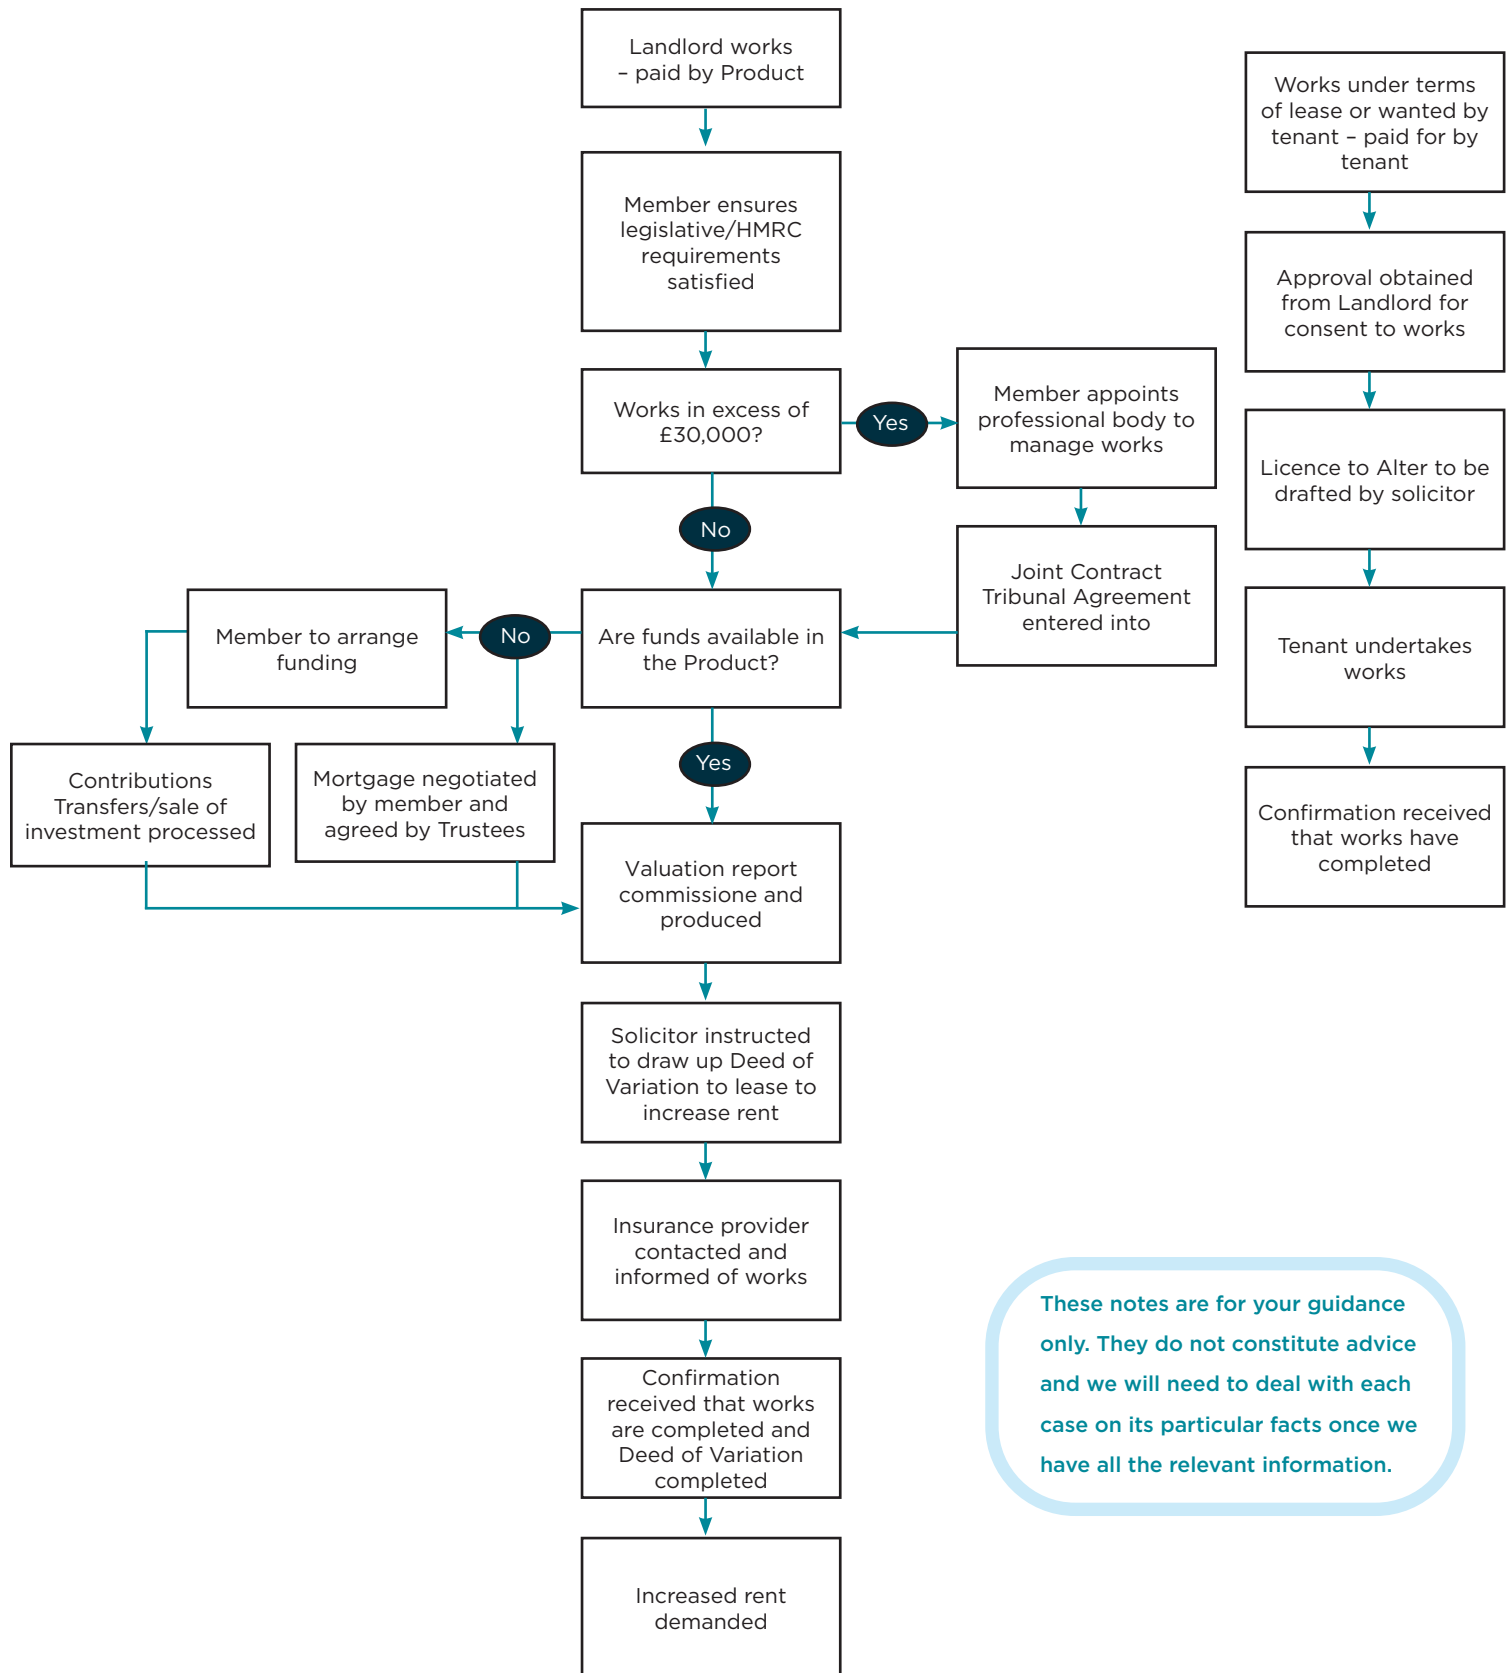 Landlord works
– paid by Product
Member ensures
legislative/HMRC
requirements
satisfied
Works in excess of
£30,000?
Yes
Member appoints
professional body to
manage works
Joint Contract
Tribunal Agreement
entered into
No
Are funds available in
the Product?
No
Member to arrange
funding
Contributions
Transfers/sale of
investment processed
Mortgage negotiated
by member and
agreed by Trustees
Yes
Valuation report
commissione and
produced
Solicitor instructed
to draw up Deed of
Variation to lease to
increase rent
Insurance provider
contacted and
informed of works
Confirmation
received that works
are completed and
Deed of Variation
completed
Increased rent
demanded
Works under terms
of lease or wanted by
tenant – paid for by
tenant
Approval obtained
from Landlord for
consent to works
Licence to Alter to be
drafted by solicitor
Tenant undertakes
works
Confirmation received
that works have
completed
These notes are for your guidance
only. They do not constitute advice
and we will need to deal with each
case on its particular facts once we
have all the relevant information.